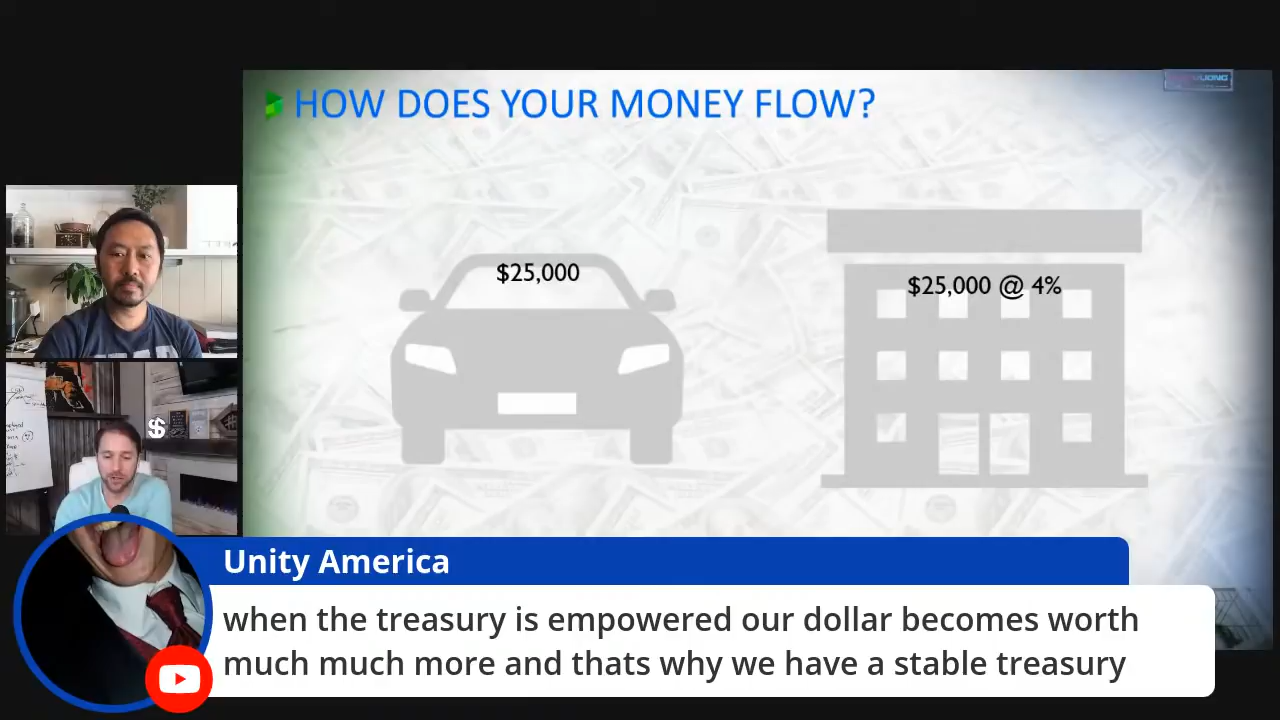 HOW DOES YOUR MONEY FLOW?
$25,000
$25,000 @ 4%
$
Unity America
when the treasury is empowered our dollar becomes worth
much much more and thats why we have a stable treasury